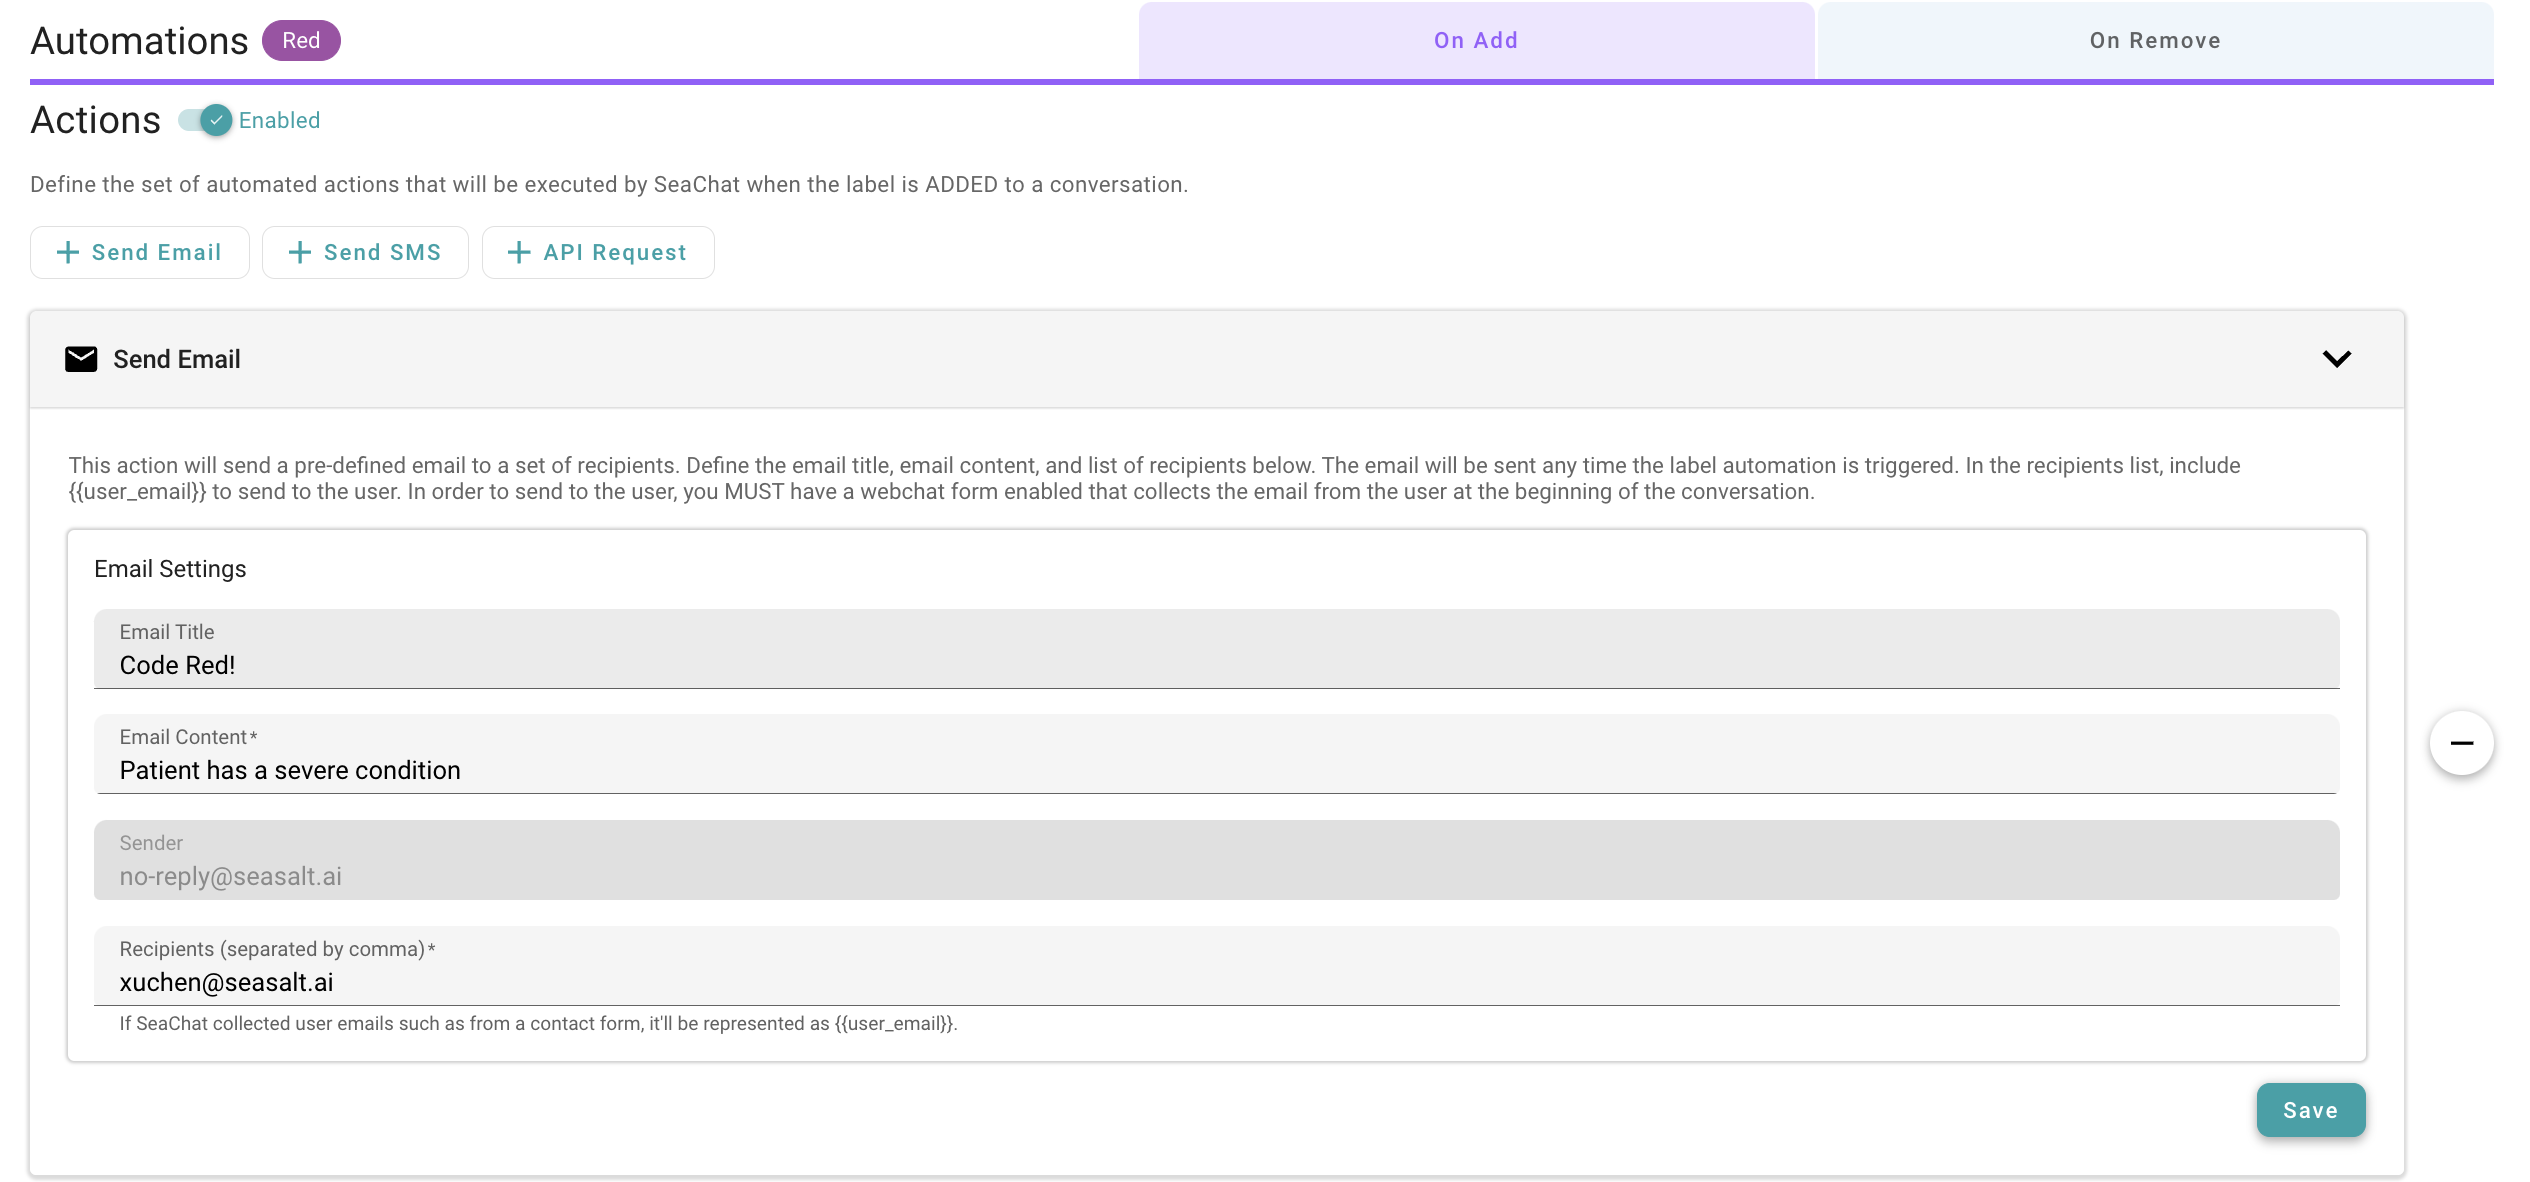 Automations Red
On Add
On Remove
Actions Enabled
Define the set of automated actions that will be executed by SeaChat when the label is ADDED to a conversation.
Send Email
Send SMS
API Request
Send Email
This action will send a pre-defined email to a set of recipients. Define the email title, email content, and list of recipients below. The email will be sent any time the label automation is triggered. In the recipients list, include
{{user_email}} to send to the user. In order to send to the user, you MUST have a webchat form enabled that collects the email from the user at the beginning of the conversation.
Email Settings
Email Title
Code Red!
Email Content*
Patient has a severe condition
Sender
no-reply@seasalt.ai
Recipients (separated by comma)*
xuchen@seasalt.ai
If SeaChat collected user emails such as from a contact form, it'll be represented as {{user_email}}.
Save